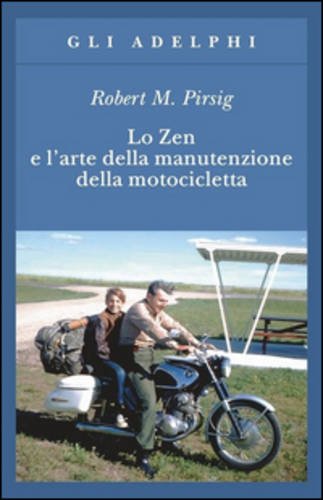 GLI ADELPHI
Robert M. Pirsig
Lo Zen
e l'arte della manutenzione
della motocicletta